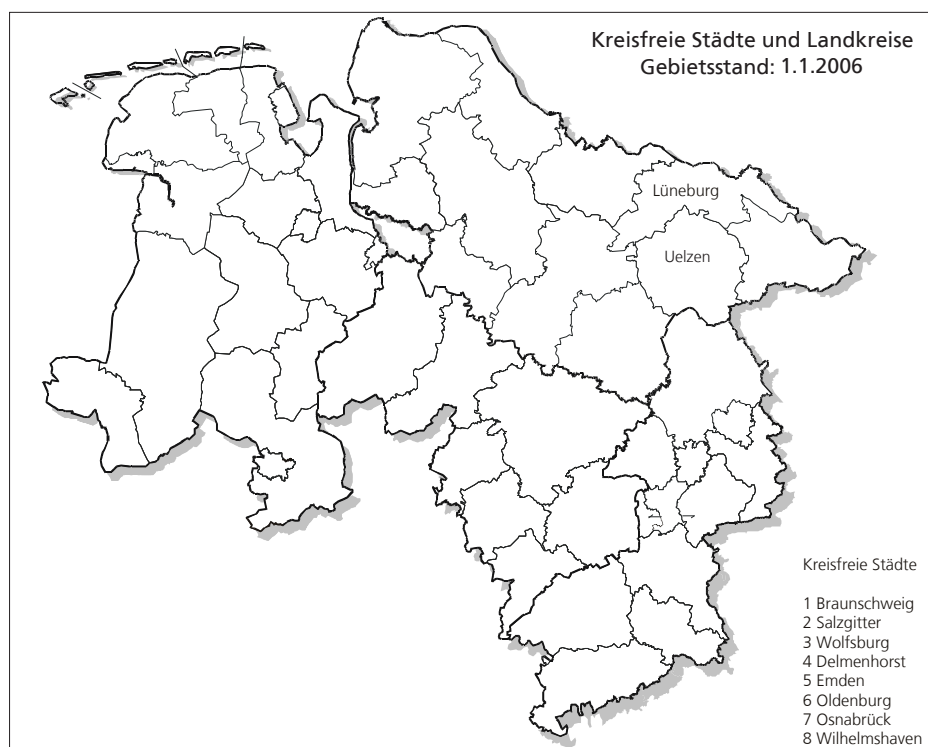 Kreisfreie Städte und Landkreise
Gebietsstand: 1.1.2006
Lüneburg
Uelzen
Kreisfreie Städte
1 Braunschweig
2 Salzgitter
3 Wolfsburg
4 Delmenhorst
5 Emden
6 Oldenburg
7 Osnabrück
8 Wilhelmshaven